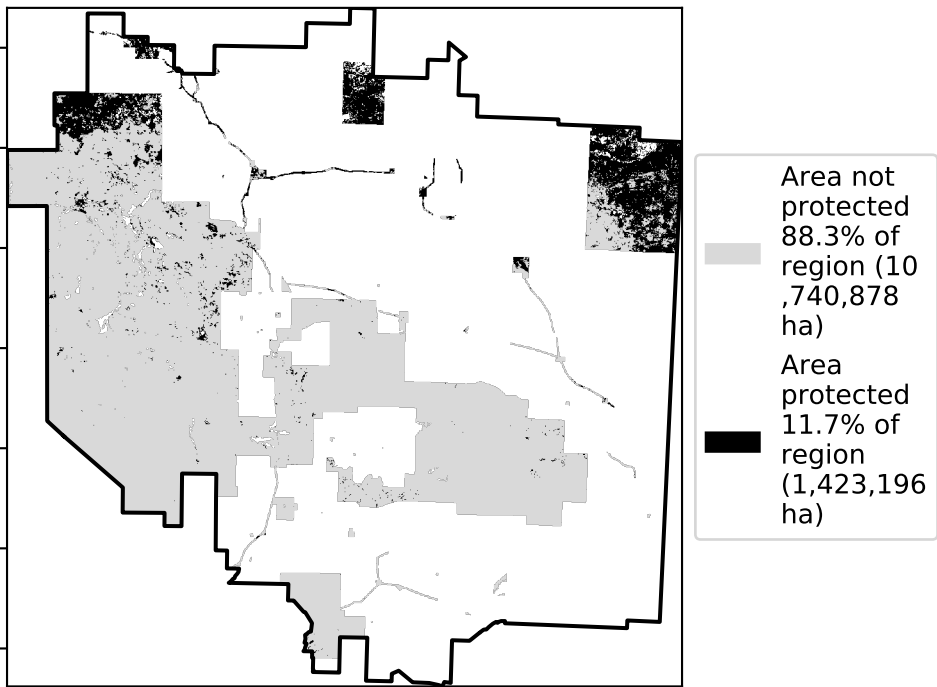 Area not
protected
88.3% of
region (10
,740,878
ha)
Area
protected
11.7% of
region
(1,423,196
ha)